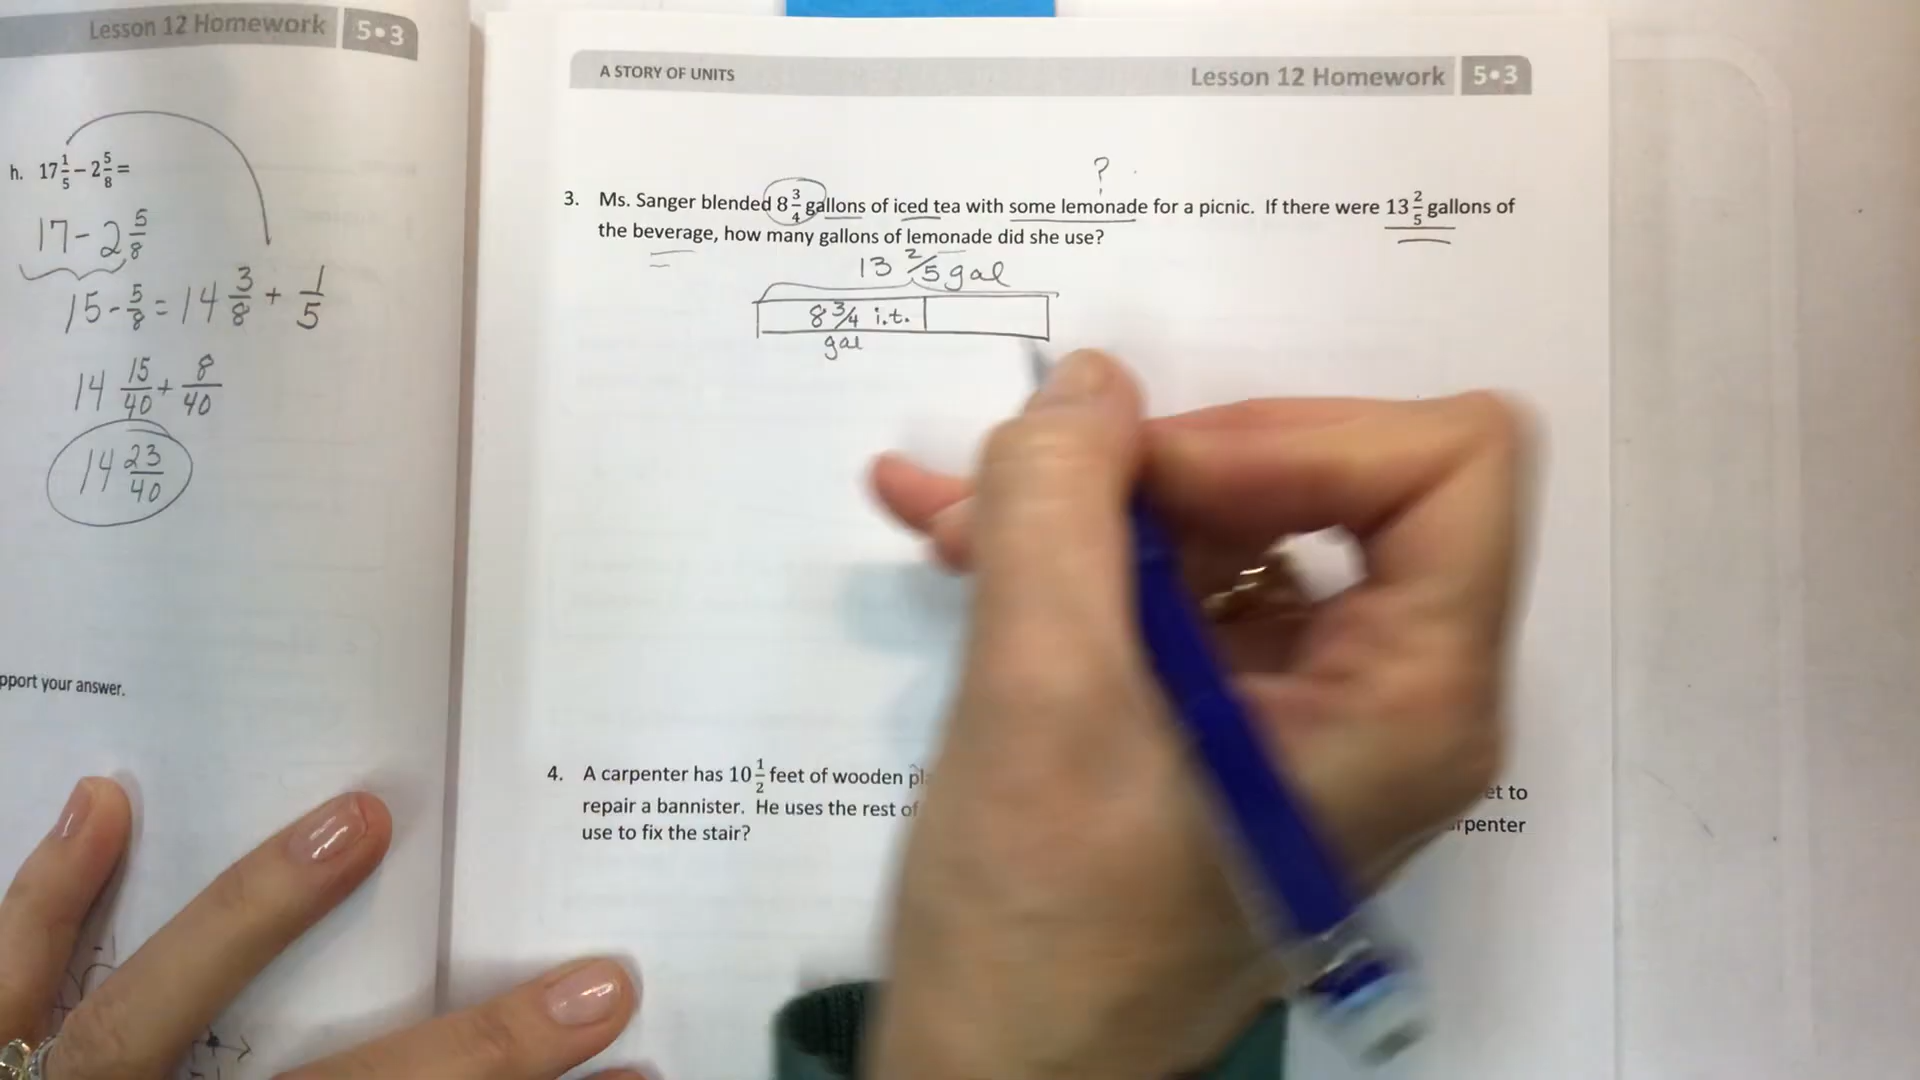 Lesson 12 Homework 5•3
h. 17 1/5 − 2 5/8 =
17 − 2 5/8
15 - 5/8 = 14 3/8 + 1/5
14 15/40 + 8/40
14 23/40
pport your answer.
A STORY OF UNITS Lesson 12 Homework 5•3
?
3. Ms. Sanger blended 8 3/4 gallons of iced tea with some lemonade for a picnic. If there were 13 2/5 gallons of
the beverage, how many gallons of lemonade did she use?
13 2/5 gal
8 3/4 i.t.
gal
4. A carpenter has 10 1/2 feet of wooden
et to
repair a bannister. He uses the rest of
rpenter
use to fix the stair?